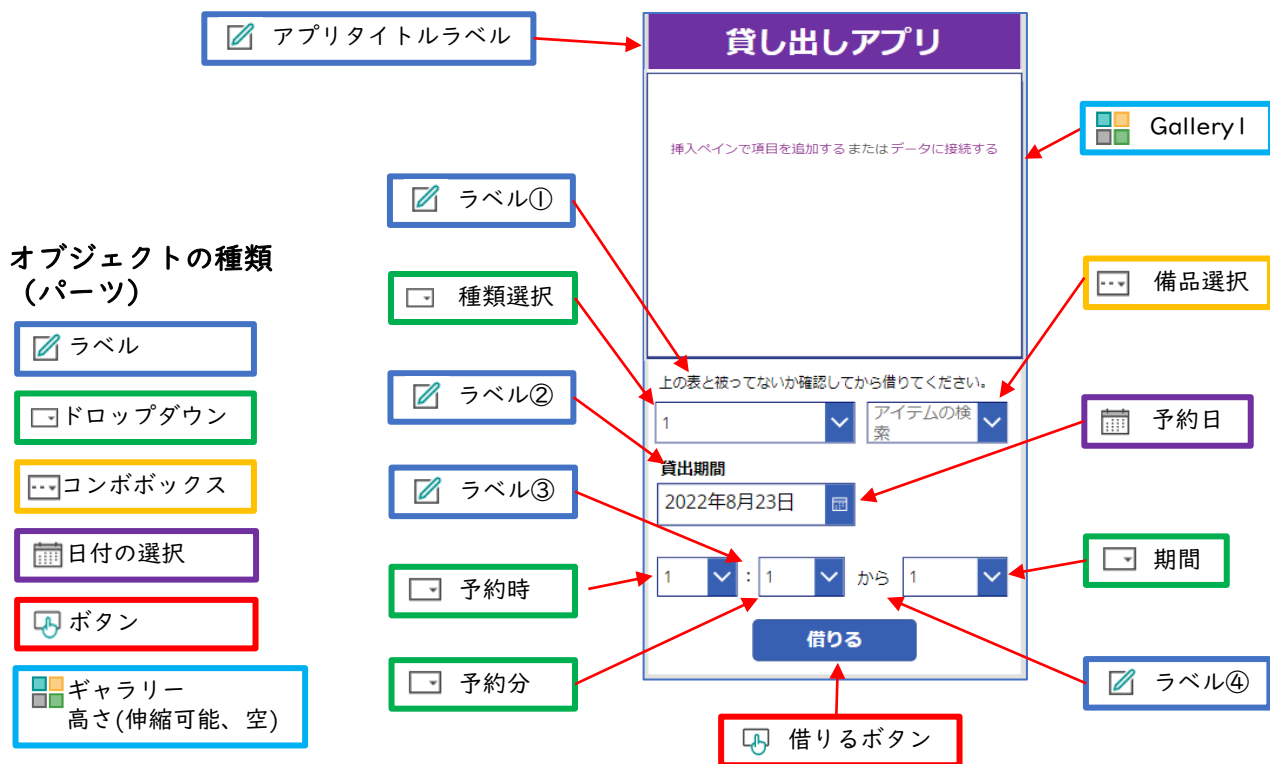 アプリタイトルラベル
貸し出しアプリ
Gallery1
挿入ペインで項目を追加する または データに接続する
ラベル①
オブジェクトの種類
(パーツ)
種類選択
備品選択
ラベル
上の表と被ってないか確認してから借りてください。
ラベル②
ドロップダウン
1
アイテムの検
索
予約日
貸出期間
コンボボックス
ラベル③
2022年8月23日
日付の選択
期間
予約時
1
:
1
から
1
ボタン
借りる
ギャラリー
高さ(伸縮可能、空)
予約分
ラベル④
借りるボタン